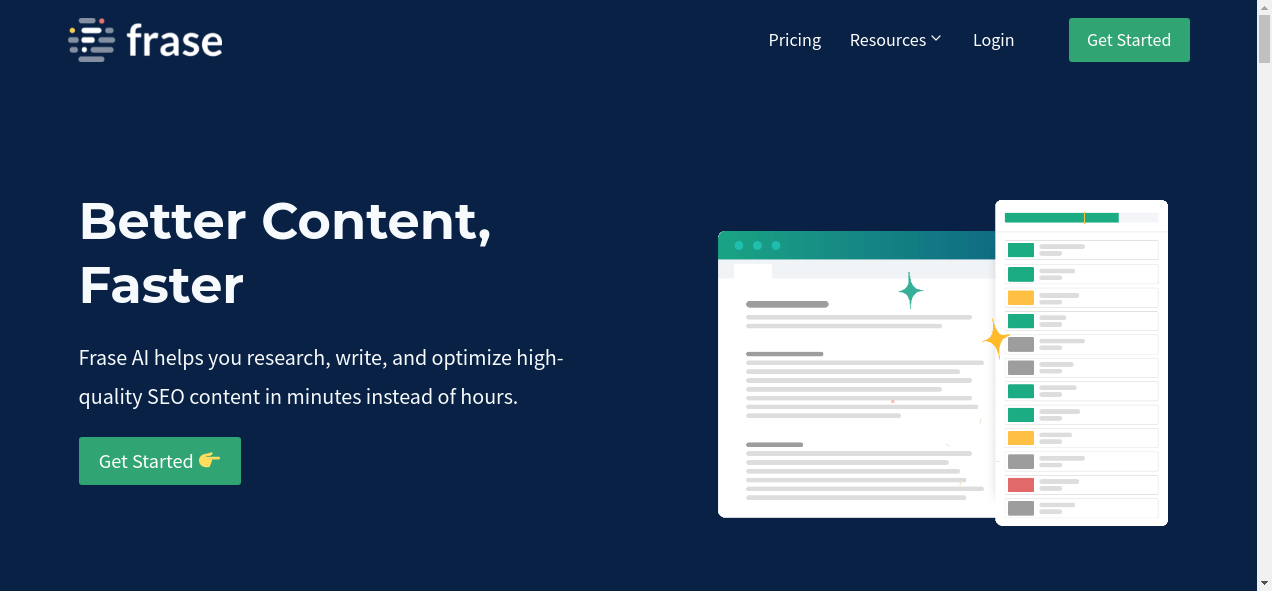 frase
Pricing
Resources
Login
Get Started
Better Content,
Faster
Frase AI helps you research, write, and optimize high-
quality SEO content in minutes instead of hours.
Get Started 👉